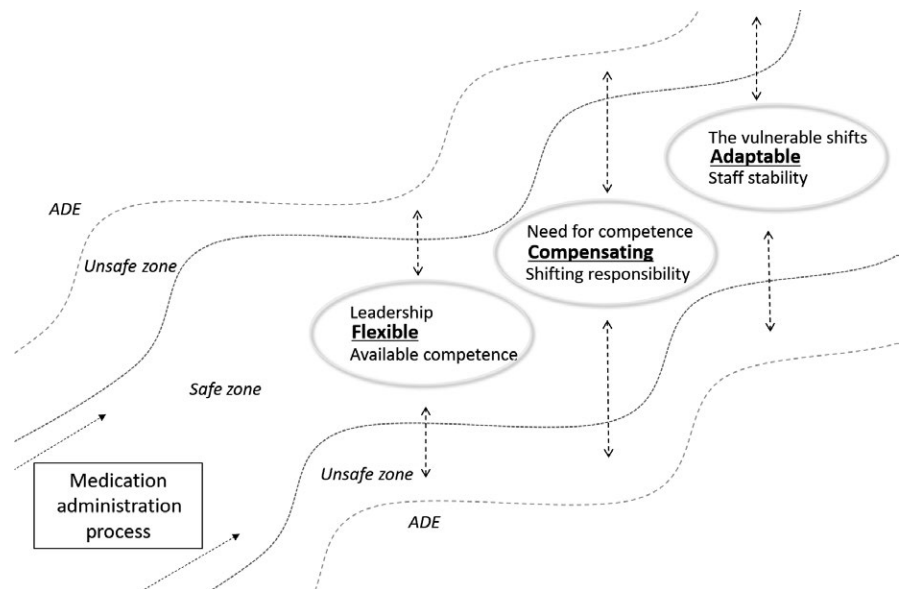 The vulnerable shifts
Adaptable
Staff stability
ADE
Need for competence
Compensating
Shifting responsibility
Unsafe zone
Leadership
Flexible
Available competence
Safe zone
Medication
administration
process
Unsafe zone
ADE